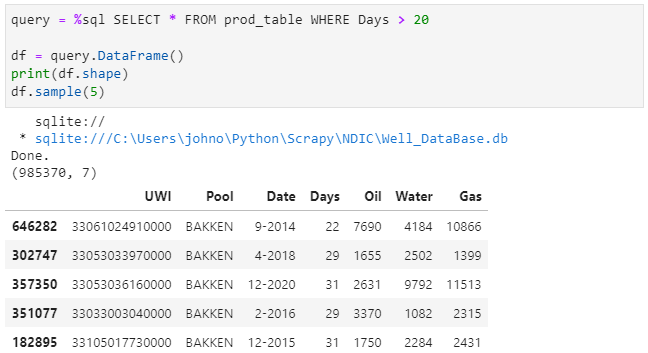 query = %sql SELECT * FROM prod_table WHERE Days > 20
df = query.DataFrame()
print(df.shape)
df.sample(5)
sqlite://
* sqlite:///C:\Users\johno\Python\Scrapy\NDIC\Well_DataBase.db
Done.
(985370, 7)
UWI Pool Date Days Oil Water Gas
646282 33061024910000 BAKKEN 9-2014 22 7690 4184 10866
302747 33053033970000 BAKKEN 4-2018 29 1655 2502 1399
357350 33053036160000 BAKKEN 12-2020 31 2631 9792 11513
351077 33033003040000 BAKKEN 2-2016 29 3370 1082 2315
182895 33105017730000 BAKKEN 12-2015 31 1750 2284 2431